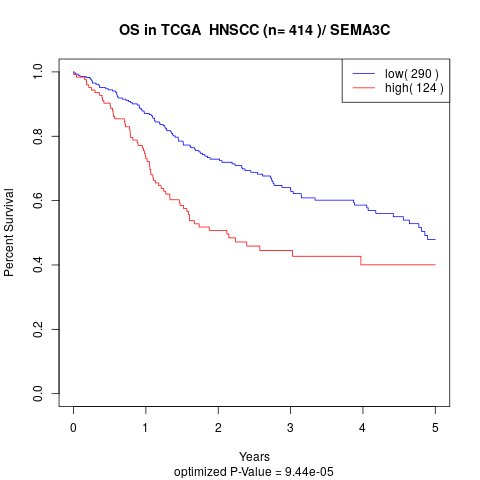 OS in TCGA  HNSCC (n= 414 )/ SEMA3C
low( 290 )
high( 124 )
Percent Survival
1.0
0.8
0.6
0.4
0.2
0.0
0 1 2 3 4 5
Years
optimized P-Value = 9.44e-05